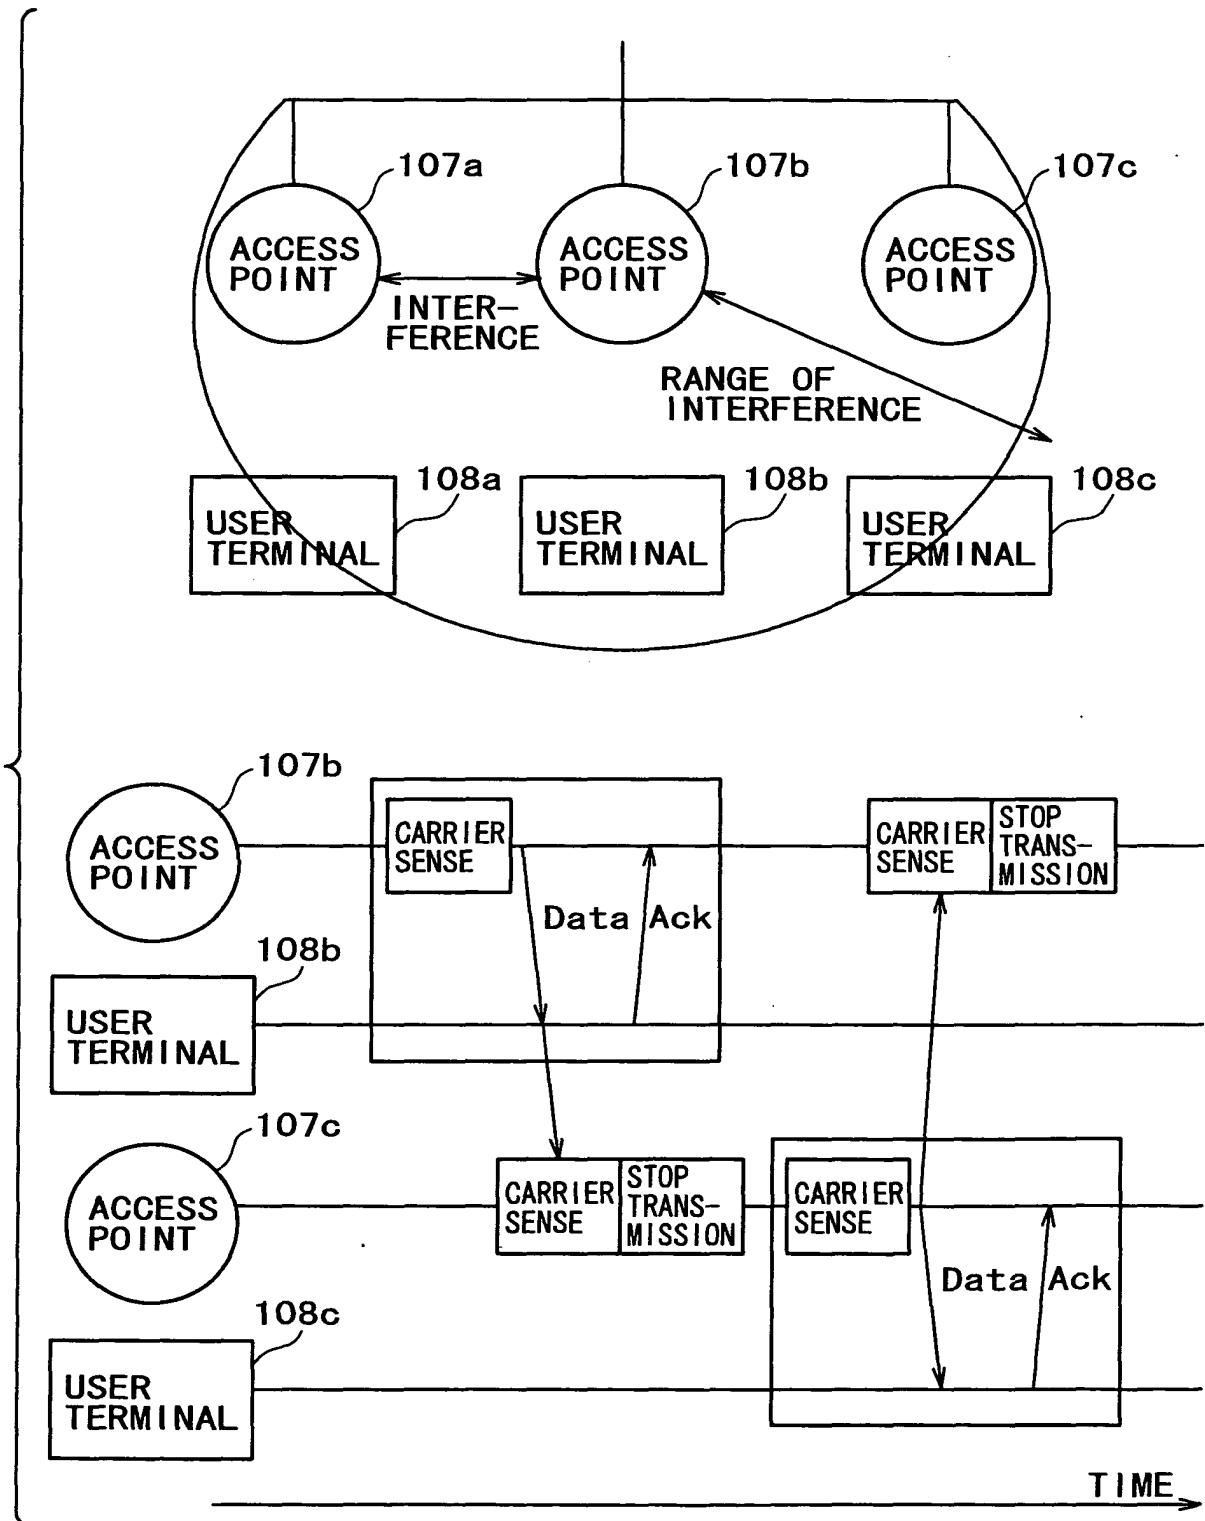 107a
107b
107c
ACCESS
POINT
ACCESS
POINT
ACCESS
POINT
INTER-
FERENCE
RANGE OF
INTERFERENCE
108a
108b
108c
USER
TERMINAL
USER
TERMINAL
USER
TERMINAL
107b
ACCESS
POINT
CARRIER
SENSE
CARRIER
SENSE
STOP
TRANS-
MISSION
Data
Ack
108b
USER
TERMINAL
107c
ACCESS
POINT
CARRIER
SENSE
STOP
TRANS-
MISSION
CARRIER
SENSE
Data
Ack
108c
USER
TERMINAL
TIME